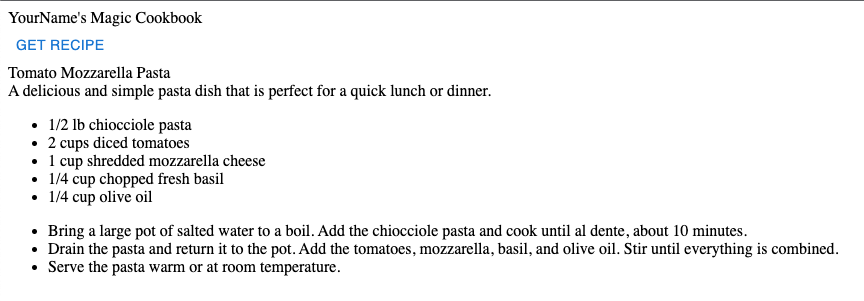 YourName's Magic Cookbook
GET RECIPE
Tomato Mozzarella Pasta
A delicious and simple pasta dish that is perfect for a quick lunch or dinner.
• 1/2 lb chiocciole pasta
• 2 cups diced tomatoes
• 1 cup shredded mozzarella cheese
• 1/4 cup chopped fresh basil
• 1/4 cup olive oil
• Bring a large pot of salted water to a boil. Add the chiocciole pasta and cook until al dente, about 10 minutes.
• Drain the pasta and return it to the pot. Add the tomatoes, mozzarella, basil, and olive oil. Stir until everything is combined.
• Serve the pasta warm or at room temperature.